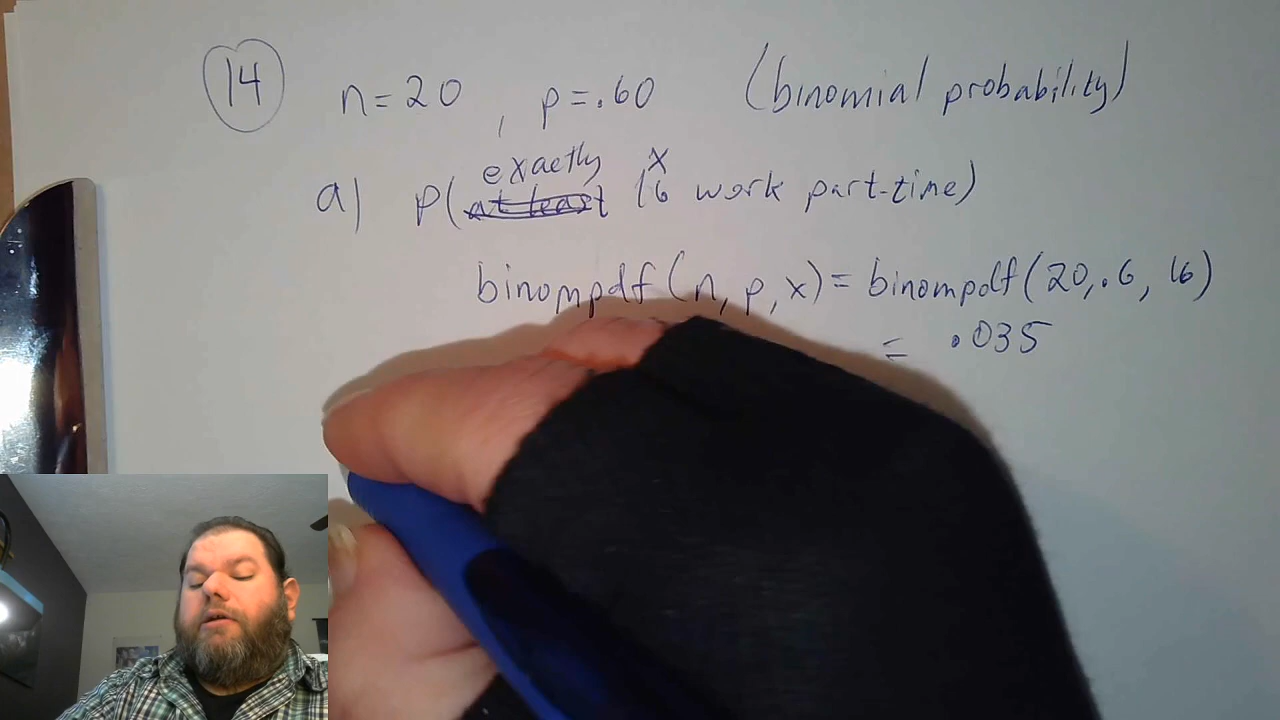 14 n=20, p=.60 (binomial probability)
exactly x
a) P(at least 16 work part-time)
binompdf(n, p, x) = binompdf(20, .6, 16)
= .035